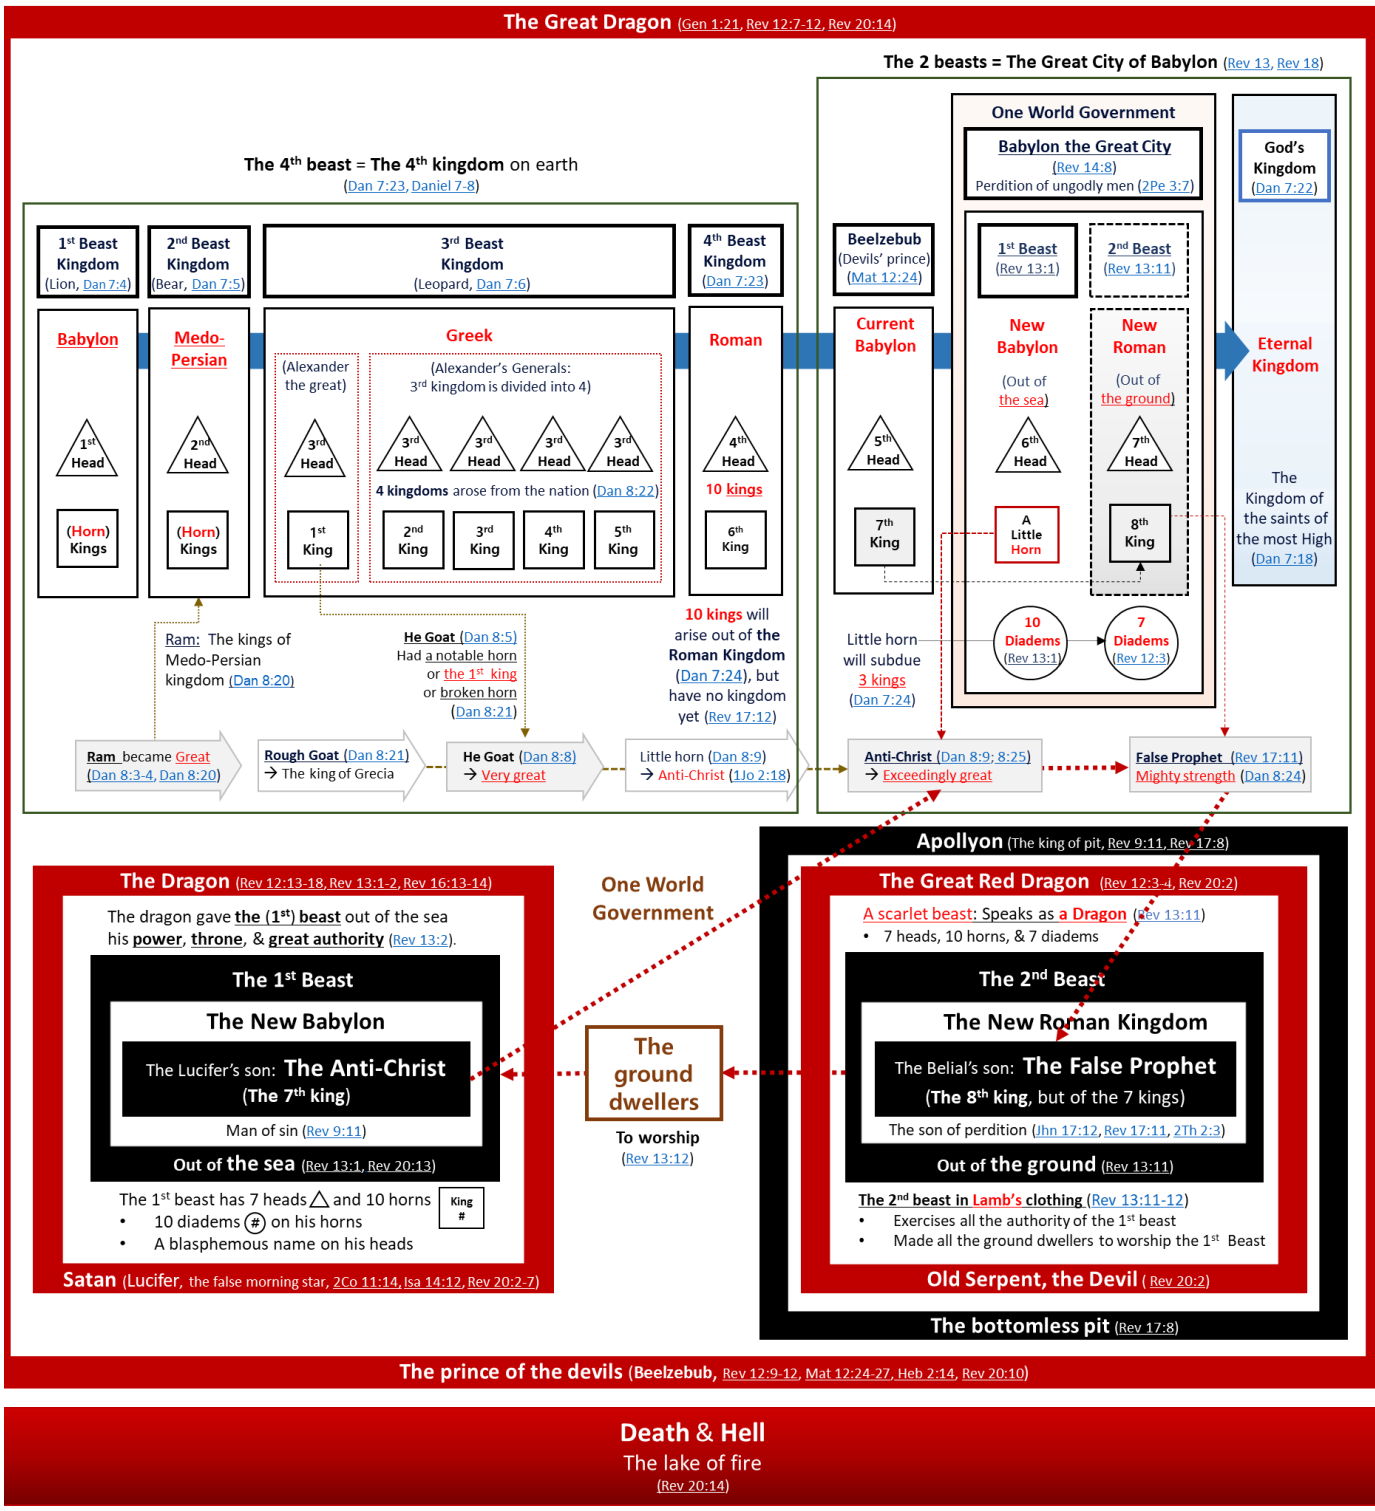 The Great Dragon (Gen 1:21, Rev 12:7-12, Rev 20:14)
The 2 beasts = The Great City of Babylon (Rev 13, Rev 18)
The 4th beast = The 4th kingdom on earth
(Dan 7:23, Daniel 7-8)
1st Beast
Kingdom
(Lion, Dan 7:4)
2nd Beast
Kingdom
(Bear, Dan 7:5)
3rd Beast
Kingdom
(Leopard, Dan 7:6)
4th Beast
Kingdom
(Dan 7:23)
Babylon
1st
Head
(Horn)
Kings
Medo-
Persian
2nd
Head
(Horn)
Kings
Greek
(Alexander
the great)
3rd
Head
1st
King
(Alexander's Generals:
3rd kingdom is divided into 4)
3rd
Head
3rd
Head
3rd
Head
3rd
Head
4 kingdoms arose from the nation (Dan 8:22)
2nd
King
3rd
King
4th
King
5th
King
Roman
4th
Head
10 kings
6th
King
Beelzebub
(Devils' prince)
(Mat 12:24)
Current
Babylon
5th
Head
7th
King
One World Government
Babylon the Great City
(Rev 14:8)
Perdition of ungodly men (2Pe 3:7)
1st Beast
(Rev 13:1)
2nd Beast
(Rev 13:11)
New
Babylon
(Out of
the sea)
6th
Head
A
Little
Horn
10
Diadems
(Rev 13:1)
New
Roman
(Out of
the ground)
7th
Head
8th
King
7
Diadems
(Rev 12:3)
God's
Kingdom
(Dan 7:22)
Eternal
Kingdom
The
Kingdom of
the saints of
the most High
(Dan 7:18)
Ram: The kings of
Medo-Persian
kingdom (Dan 8:20)
He Goat (Dan 8:5)
Had a notable horn
or the 1st king
or broken horn
(Dan 8:21)
10 kings will
arise out of the
Roman Kingdom
(Dan 7:24), but
have no kingdom
yet (Rev 17:12)
Little horn
will subdue
3 kings
(Dan 7:24)
Ram became Great
(Dan 8:3-4, Dan 8:20)
Rough Goat (Dan 8:21)
→ The king of Grecia
He Goat (Dan 8:8)
→ Very great
Little horn (Dan 8:9)
→ Anti-Christ (1Jo 2:18)
Anti-Christ (Dan 8:9; 8:25)
→ Exceedingly great
False Prophet (Rev 17:11)
Mighty strength (Dan 8:24)
The Dragon (Rev 12:13-18, Rev 13:1-2, Rev 16:13-14)
The dragon gave the (1st) beast out of the sea
his power, throne, & great authority (Rev 13:2).
The 1st Beast
The New Babylon
The Lucifer's son: The Anti-Christ
(The 7th king)
Man of sin (Rev 9:11)
Out of the sea (Rev 13:1, Rev 20:13)
The 1st beast has 7 heads and 10 horns
King
#
• 10 diadems # on his horns
• A blasphemous name on his heads
Satan (Lucifer, the false morning star, 2Co 11:14, Isa 14:12, Rev 20:2-7)
One World
Government
The
ground
dwellers
To worship
(Rev 13:12)
Apollyon (The king of pit, Rev 9:11, Rev 17:8)
The Great Red Dragon (Rev 12:3-4, Rev 20:2)
A scarlet beast: Speaks as a Dragon (Rev 13:11)
• 7 heads, 10 horns, & 7 diadems
The 2nd Beast
The New Roman Kingdom
The Belial's son: The False Prophet
(The 8th king, but of the 7 kings)
The son of perdition (Jhn 17:12, Rev 17:11, 2Th 2:3)
Out of the ground (Rev 13:11)
The 2nd beast in Lamb's clothing (Rev 13:11-12)
• Exercises all the authority of the 1st beast
• Made all the ground dwellers to worship the 1st Beast
Old Serpent, the Devil ( Rev 20:2)
The bottomless pit (Rev 17:8)
The prince of the devils (Beelzebub, Rev 12:9-12, Mat 12:24-27, Heb 2:14, Rev 20:10)
Death & Hell
The lake of fire
(Rev 20:14)